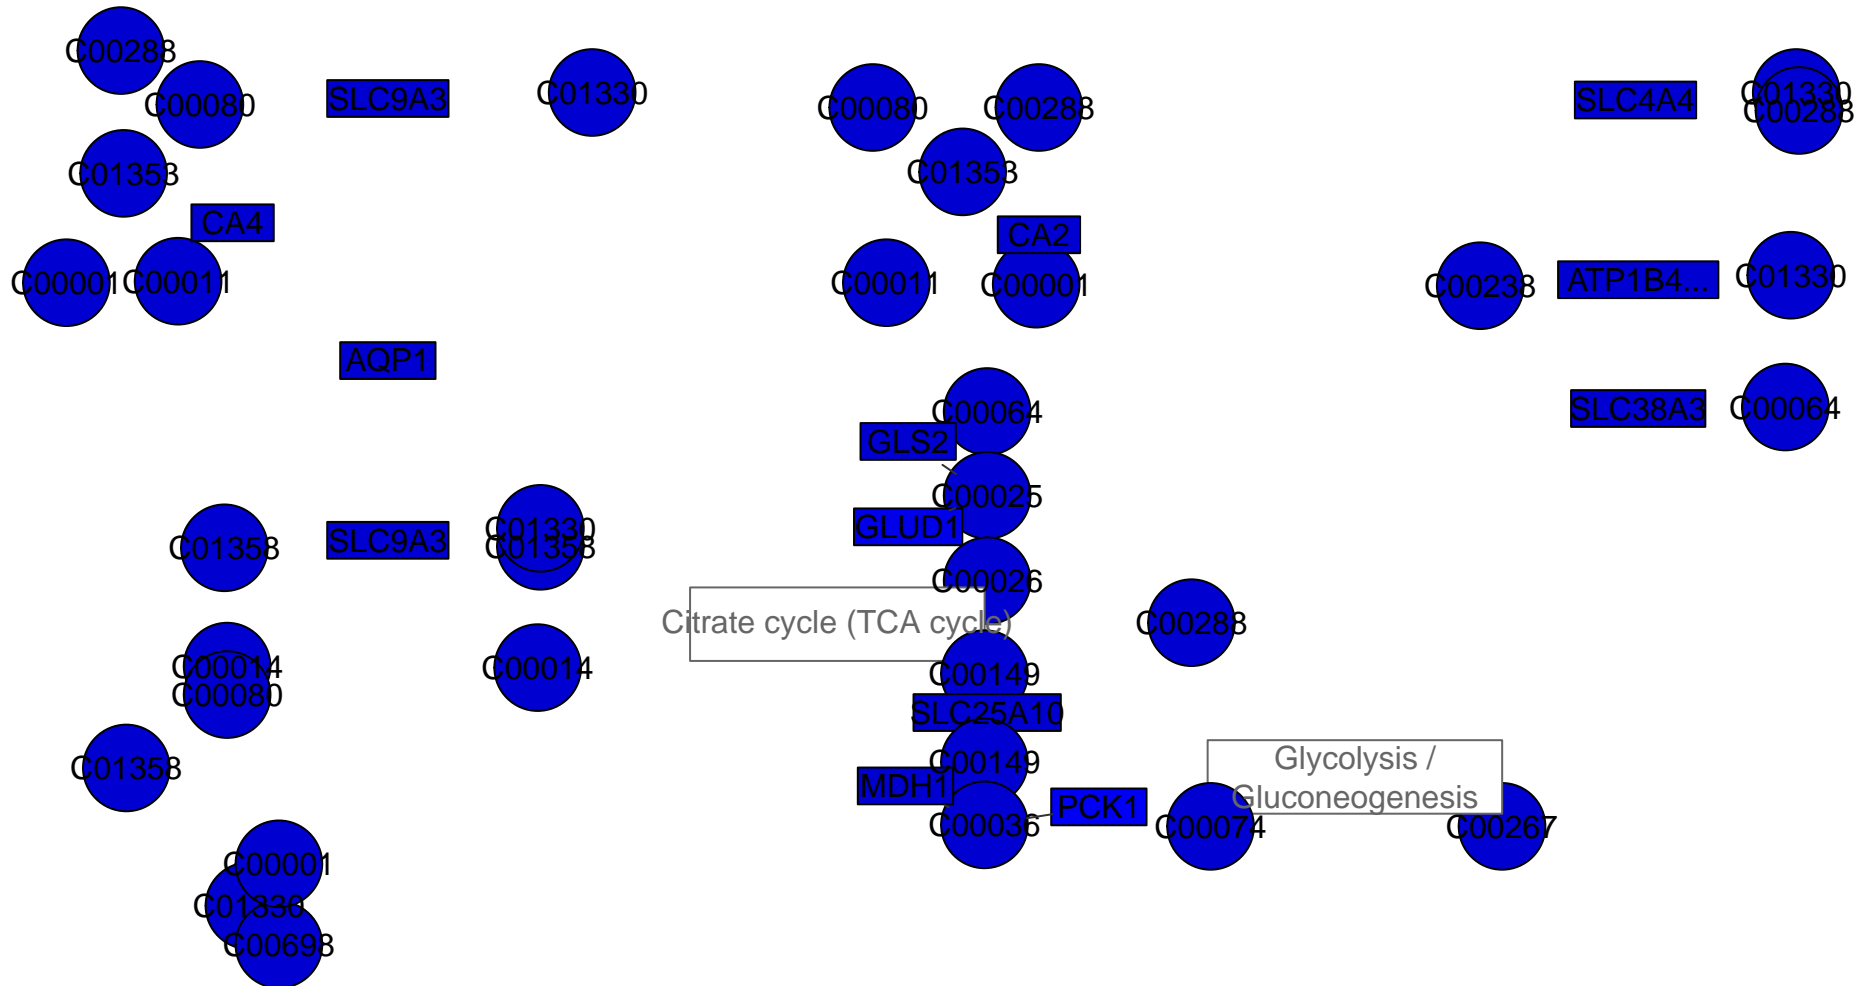 C00288
C00080
SLC9A3
C01330
C00080
C00288
SLC4A4
C01330
C00288
C01353
C01353
CA4
CA2
C00001
C00011
C00011
C00001
C00238
ATP1B4...
C01330
AQP1
C00064
SLC38A3
C00064
GLS2
C00025
GLUD1
C01358
SLC9A3
C01330
C01358
C00026
Citrate cycle (TCA cycle)
C00288
C00014
C00080
C00014
C00149
SLC25A10
C01358
C00149
MDH1
Glycolysis /
Gluconeogenesis
PCK1
C00036
C00074
C00267
C00001
C01330
C00698